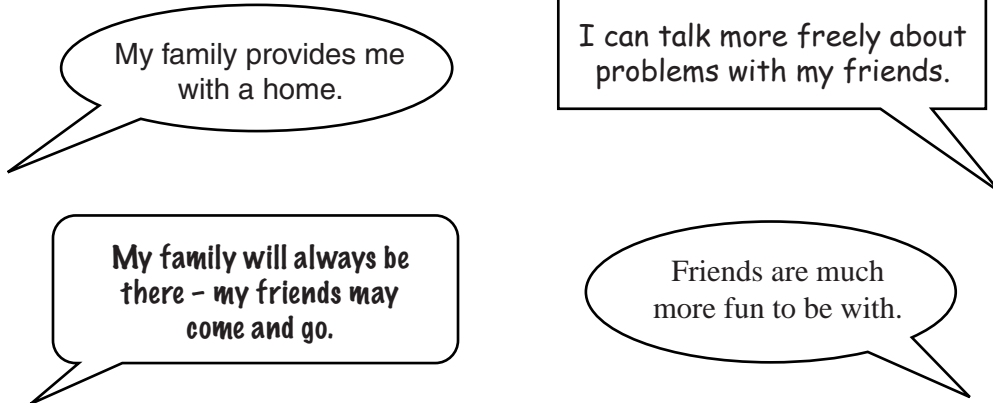 My family provides me
with a home.
I can talk more freely about
problems with my friends.
My family will always be
there – my friends may
come and go.
Friends are much
more fun to be with.